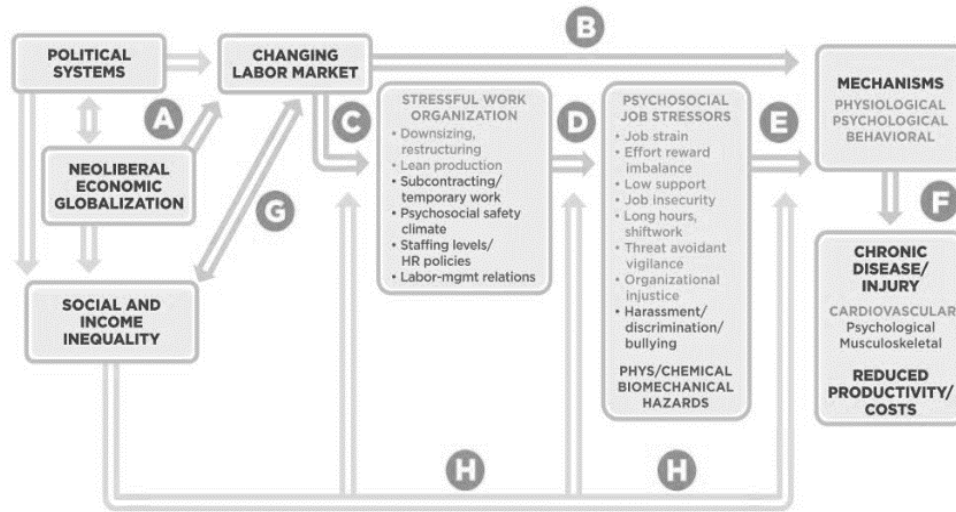 POLITICAL
SYSTEMS
CHANGING
LABOR MARKET
B
MECHANISMS
PHYSIOLOGICAL
PSYCHOLOGICAL
BEHAVIORAL
A
NEOLIBERAL
ECONOMIC
GLOBALIZATION
C
STRESSFUL WORK
ORGANIZATION
• Downsizing,
restructuring
• Lean production
• Subcontracting/
temporary work
• Psychosocial safety
climate
• Staffing levels/
HR policies
• Labor-mgmt relations
D
PSYCHOSOCIAL
JOB STRESSORS
• Job strain
• Effort reward
imbalance
• Low support
• Job insecurity
• Long hours,
shiftwork
• Threat avoidant
vigilance
• Organizational
injustice
• Harassment/
discrimination/
bullying
PHYS/CHEMICAL
BIOMECHANICAL
HAZARDS
E
F
G
SOCIAL AND
INCOME
INEQUALITY
CHRONIC
DISEASE/
INJURY
CARDIOVASCULAR
Psychological
Musculoskeletal
REDUCED
PRODUCTIVITY/
COSTS
H
H